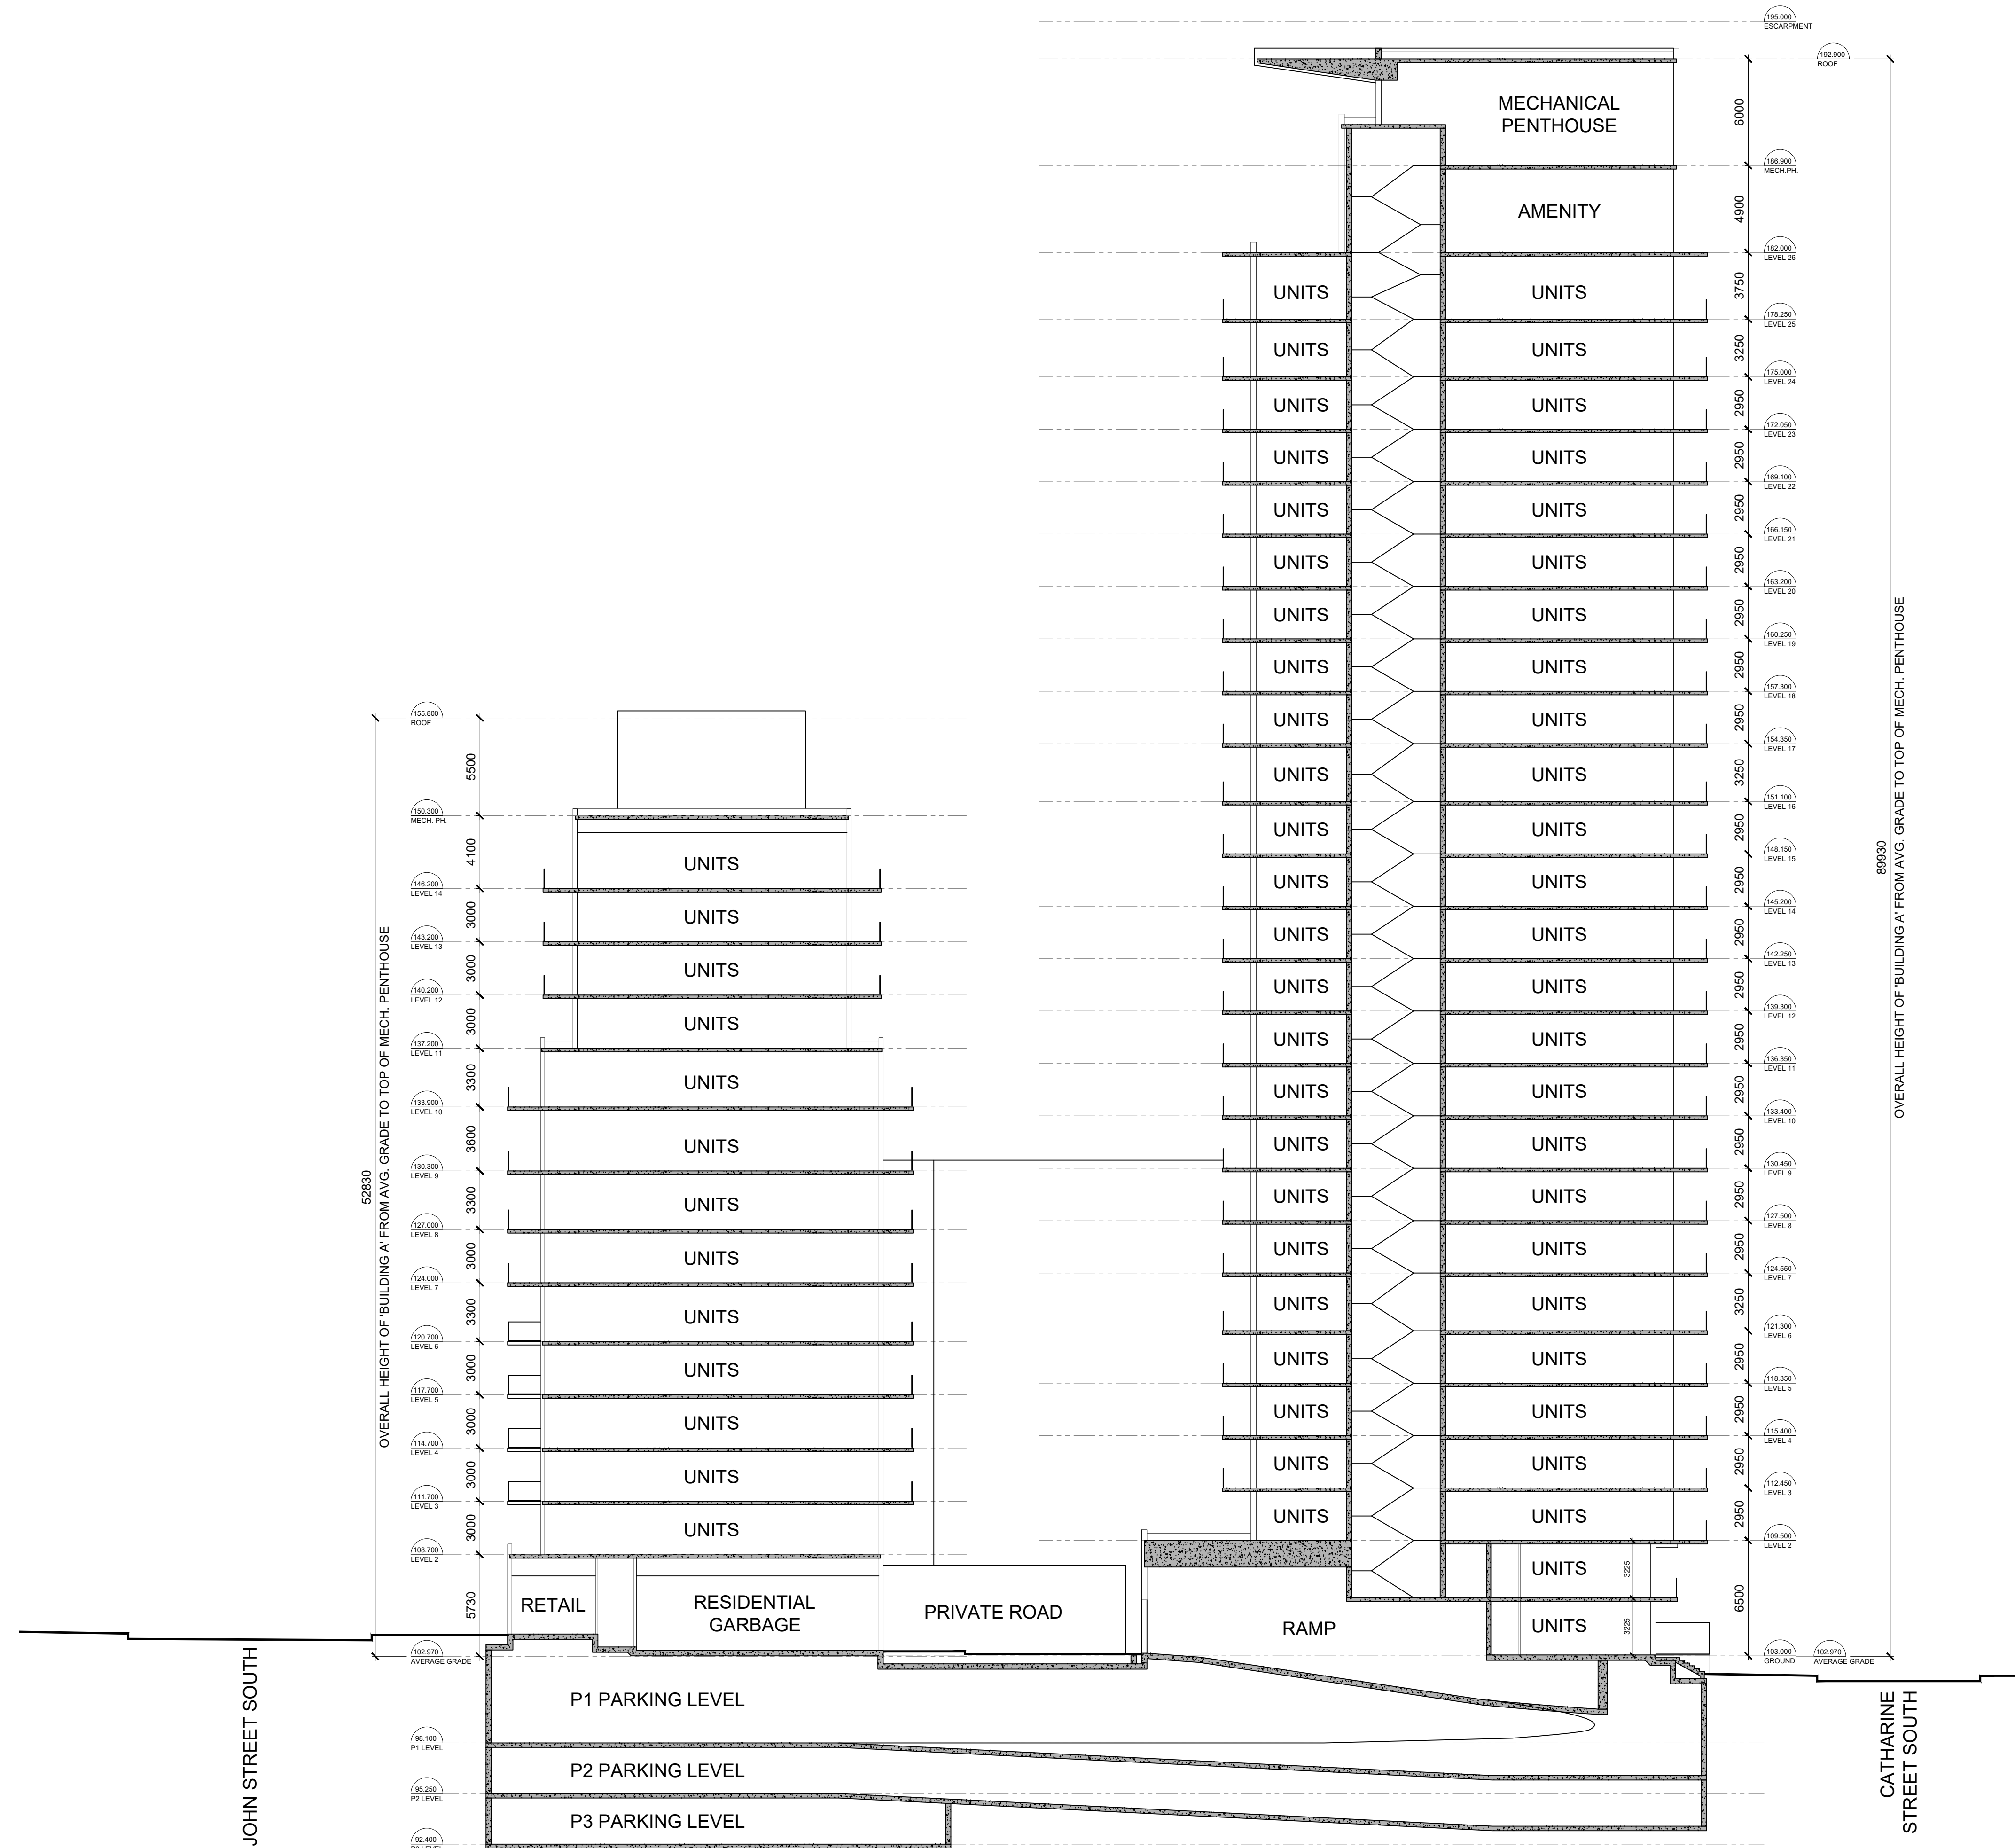 195.000
ESCARPMENT
192.900
ROOF
6000
MECHANICAL
PENTHOUSE
186.900
MECH.PH.
4900
AMENITY
182.000
LEVEL 26
3750
UNITS
UNITS
178.250
LEVEL 25
3250
UNITS
UNITS
175.000
LEVEL 24
2950
UNITS
UNITS
172.050
LEVEL 23
2950
UNITS
UNITS
169.100
LEVEL 22
2950
UNITS
UNITS
166.150
LEVEL 21
2950
UNITS
UNITS
163.200
LEVEL 20
2950
UNITS
UNITS
160.250
LEVEL 19
2950
UNITS
UNITS
157.300
LEVEL 18
2950
UNITS
UNITS
154.350
LEVEL 17
3250
UNITS
UNITS
151.100
LEVEL 16
2950
UNITS
UNITS
148.150
LEVEL 15
2950
UNITS
UNITS
145.200
LEVEL 14
2950
UNITS
UNITS
142.250
LEVEL 13
2950
UNITS
UNITS
139.300
LEVEL 12
2950
UNITS
UNITS
136.350
LEVEL 11
2950
UNITS
UNITS
133.400
LEVEL 10
2950
UNITS
UNITS
130.450
LEVEL 9
2950
UNITS
UNITS
127.500
LEVEL 8
2950
UNITS
UNITS
124.550
LEVEL 7
3250
UNITS
UNITS
121.300
LEVEL 6
2950
UNITS
UNITS
118.350
LEVEL 5
2950
UNITS
UNITS
115.400
LEVEL 4
2950
UNITS
UNITS
112.450
LEVEL 3
2950
UNITS
UNITS
109.500
LEVEL 2
6500
UNITS
3225
UNITS
3225
RAMP
103.000
GROUND
102.970
AVERAGE GRADE
89930
OVERALL HEIGHT OF 'BUILDING A' FROM AVG. GRADE TO TOP OF MECH. PENTHOUSE
155.800
ROOF
5500
150.300
MECH. PH.
4100
UNITS
146.200
LEVEL 14
3000
UNITS
143.200
LEVEL 13
3000
UNITS
140.200
LEVEL 12
3000
UNITS
137.200
LEVEL 11
3300
UNITS
133.900
LEVEL 10
3600
UNITS
130.300
LEVEL 9
3300
UNITS
127.000
LEVEL 8
3000
UNITS
124.000
LEVEL 7
3300
UNITS
120.700
LEVEL 6
3000
UNITS
117.700
LEVEL 5
3000
UNITS
114.700
LEVEL 4
3000
UNITS
111.700
LEVEL 3
3000
UNITS
108.700
LEVEL 2
5730
RETAIL
RESIDENTIAL
GARBAGE
PRIVATE ROAD
102.970
AVERAGE GRADE
52830
OVERALL HEIGHT OF 'BUILDING A' FROM AVG. GRADE TO TOP OF MECH. PENTHOUSE
P1 PARKING LEVEL
98.100
P1 LEVEL
P2 PARKING LEVEL
95.250
P2 LEVEL
P3 PARKING LEVEL
92.400
JOHN STREET SOUTH
CATHARINE
STREET SOUTH